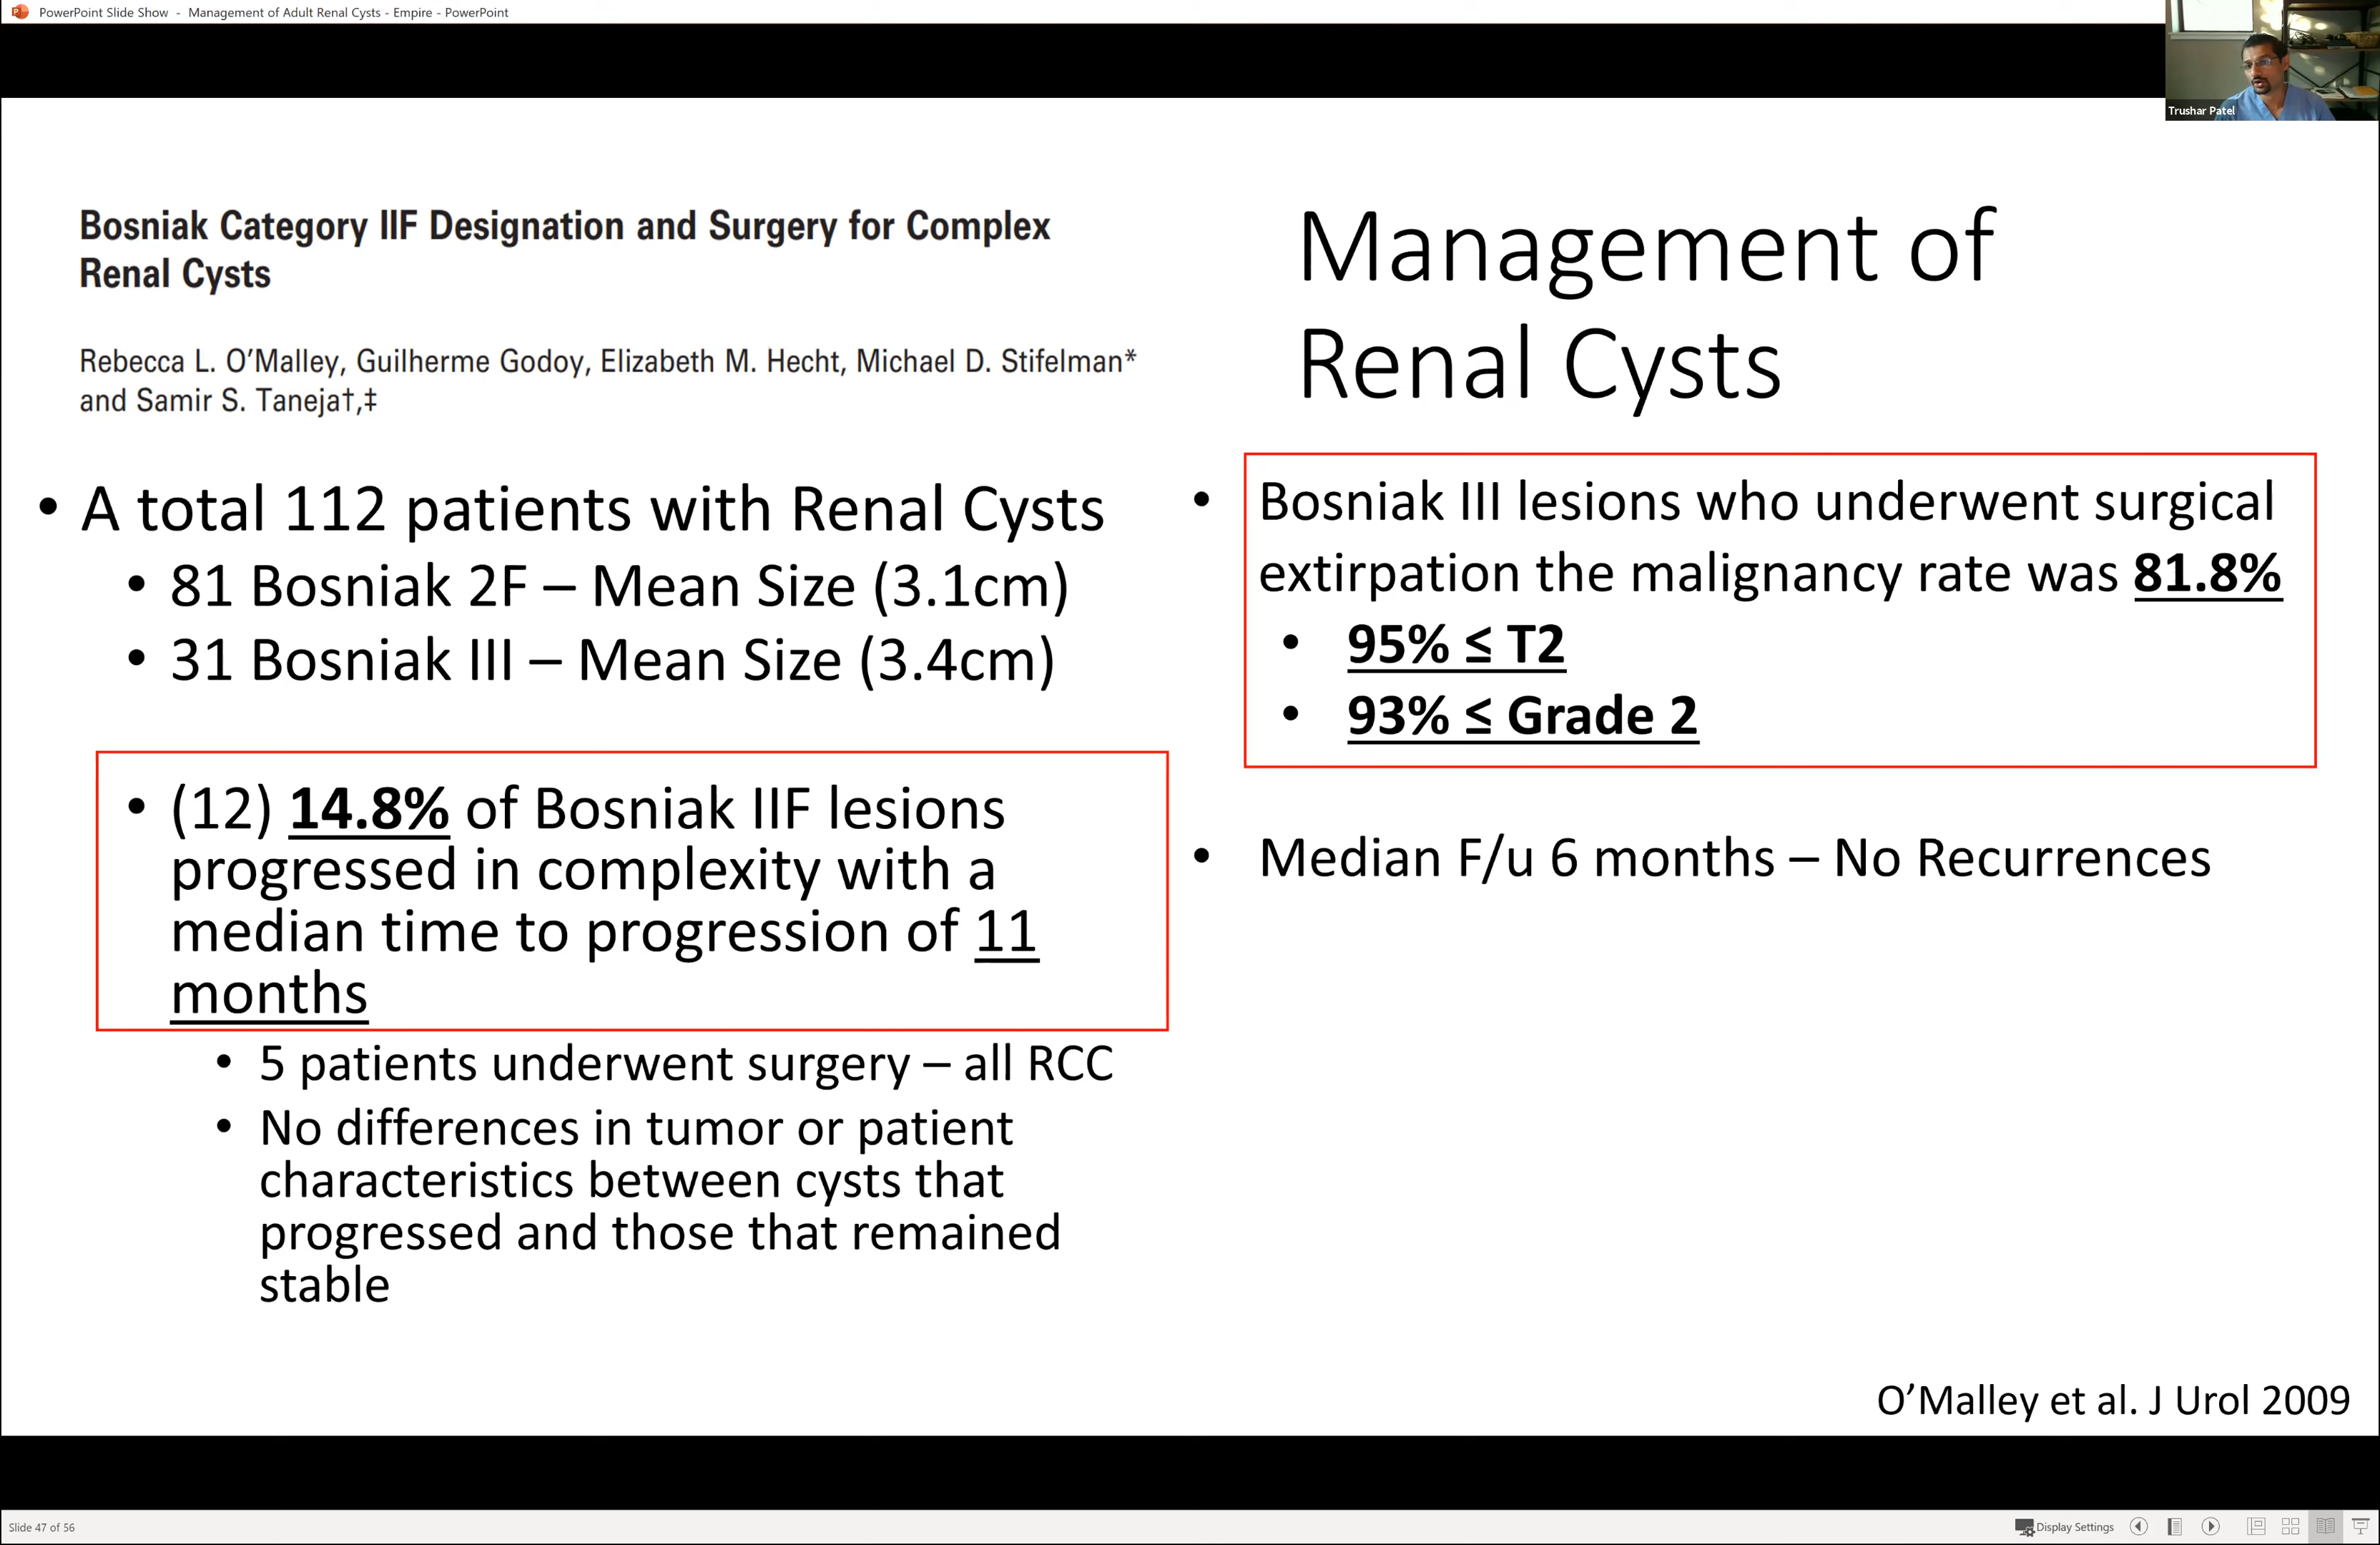 PowerPoint Slide Show - Management of Adult Renal Cysts - Empire - PowerPoint
Trushar Patel
Bosniak Category IIF Designation and Surgery for Complex
Renal Cysts
Rebecca L. O’Malley, Guilherme Godoy, Elizabeth M. Hecht, Michael D. Stifelman*
and Samir S. Taneja†,‡
• A total 112 patients with Renal Cysts
• 81 Bosniak 2F – Mean Size (3.1cm)
• 31 Bosniak III – Mean Size (3.4cm)
• (12) 14.8% of Bosniak IIF lesions
progressed in complexity with a
median time to progression of 11
months
• 5 patients underwent surgery – all RCC
• No differences in tumor or patient
characteristics between cysts that
progressed and those that remained
stable
Management of
Renal Cysts
• Bosniak III lesions who underwent surgical
extirpation the malignancy rate was 81.8%
• 95% ≤ T2
• 93% ≤ Grade 2
• Median F/u 6 months – No Recurrences
O’Malley et al. J Urol 2009
Slide 47 of 56
Display Settings